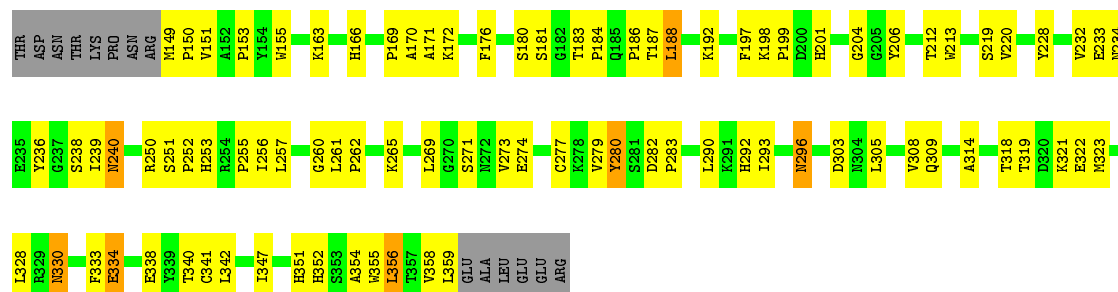 THR ASP ASN THR LYS PRO ASN ARG M149 P150 V151 A152 P153 Y154 W155 K163 H166 P169 A170 A171 K172 F176 S180 S181 G182 T183 P184 Q185 P186 T187 L188 K192 F197 K198 P199 D200 H201 G204 G205 Y206 T212 W213 S219 V220 Y228 V232 E233
E235 Y236 G237 S238 I239 N240 R250 S251 P252 H253 R254 P255 I256 L257 G260 L261 P262 K265 L269 G270 S271 N272 V273 E274 C277 K278 V279 Y280 S281 D282 P283 L290 K291 H292 I293 N296 D303 N304 L305 V308 Q309 A314 T318 T319 D320 K321 E322 M323
L328 R329 N330 F333 E334 E338 Y339 T340 C341 L342 I347 H351 H352 S353 A354 W355 L356 T357 V358 L359 GLU ALA LEU GLU GLU ARG